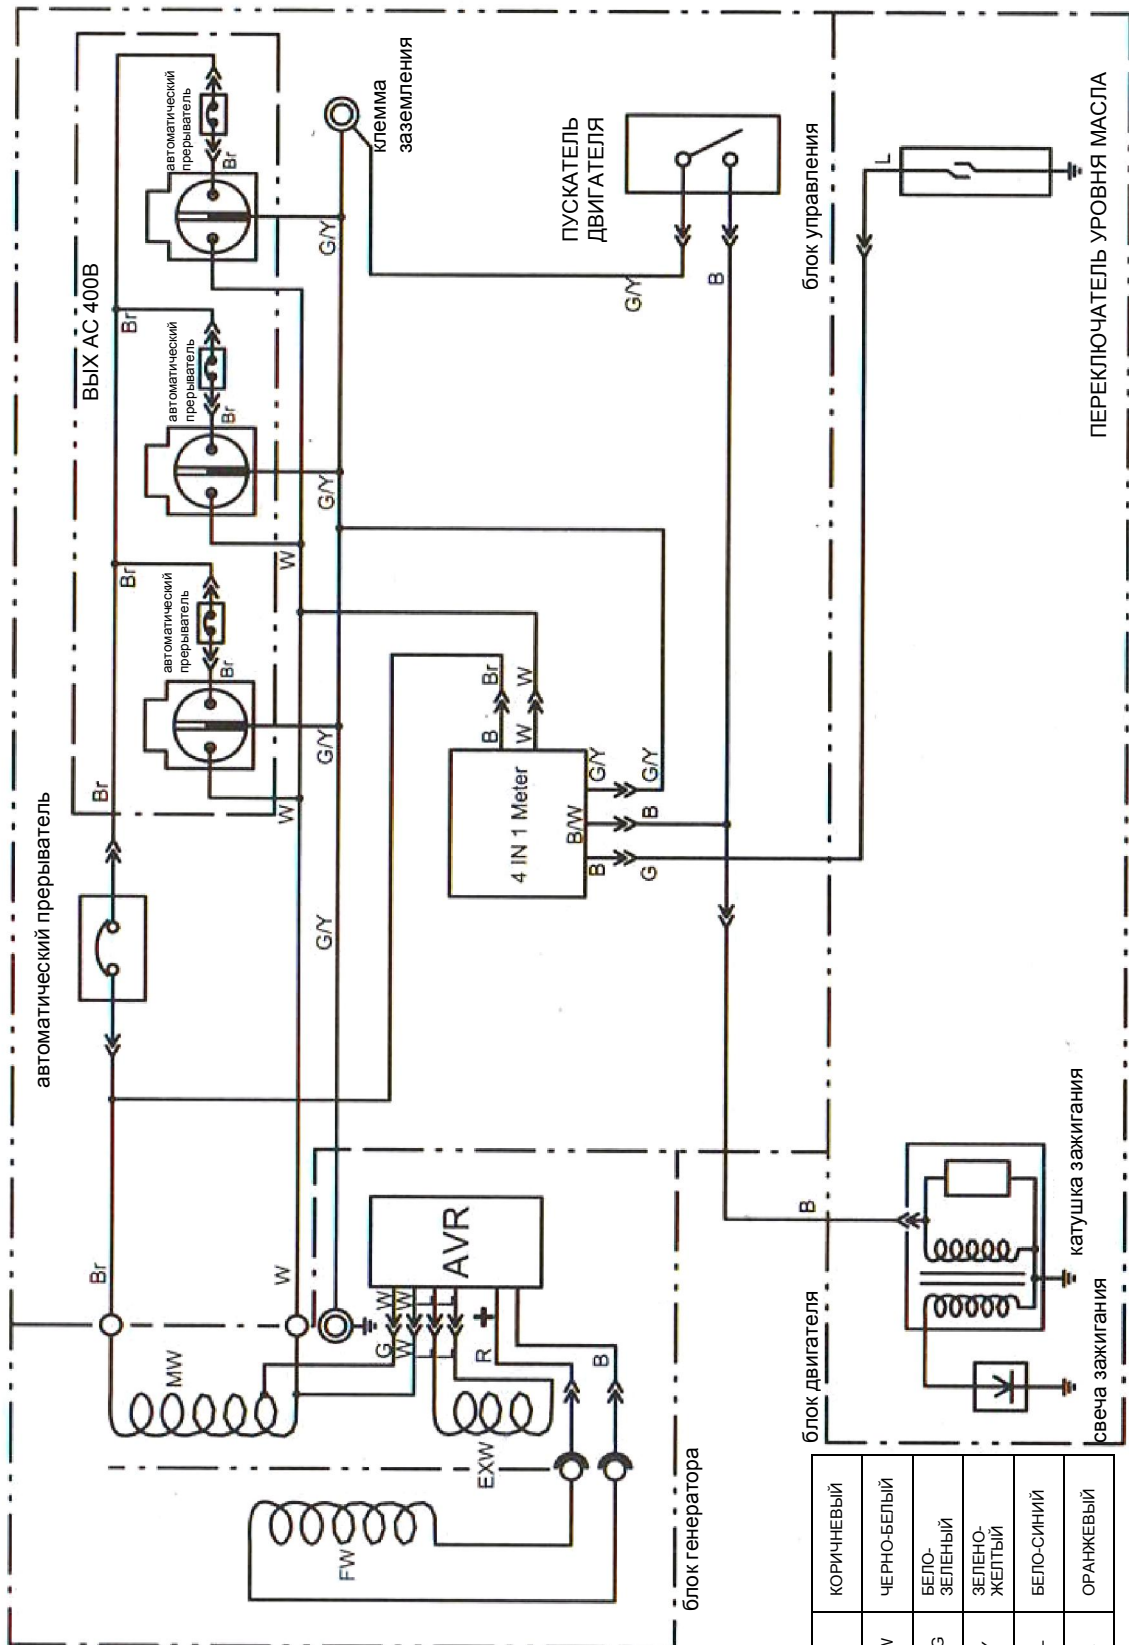 автоматический прерыватель
ВЫХ AC 400В
автоматический
прерыватель
автоматический
прерыватель
автоматический
прерыватель
Br
Br
Br
Br
Br
Br
Br
W
W
W
G/Y
G/Y
G/Y
G/Y
клемма
заземления
ПУСКАТЕЛЬ
ДВИГАТЕЛЯ
G/Y
B
блок управления
L
ПЕРЕКЛЮЧАТЕЛЬ УРОВНЯ МАСЛА
4 IN 1 Meter
B
Br
W
W
G/Y
G/Y
B/W
B
B
G
MW
AVR
G
W
W
W
L
L
L
L
+
R
B
EXW
FW
блок генератора
блок двигателя
B
катушка зажигания
свеча зажигания
КОРИЧНЕВЫЙ
ЧЕРНО-БЕЛЫЙ
БЕЛО-
ЗЕЛЕНЫЙ
ЗЕЛЕНО-
ЖЕЛТЫЙ
БЕЛО-СИНИЙ
ОРАНЖЕВЫЙ